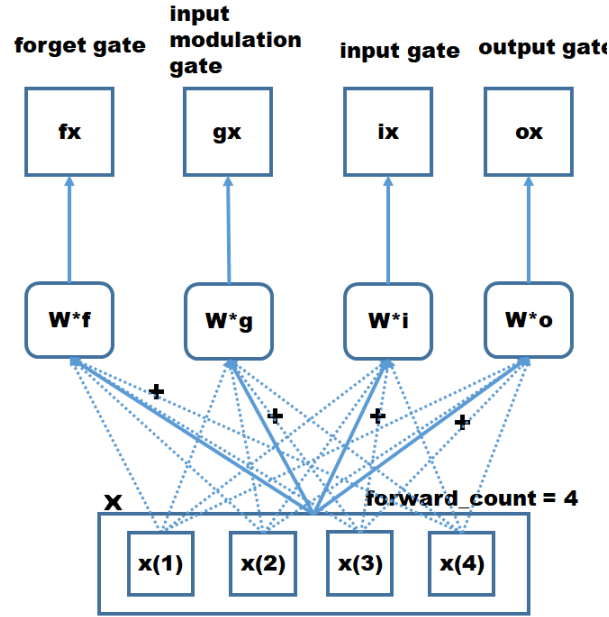 forget gate
input
modulation
gate
input gate
output gate
fx
gx
ix
ox
W*f
W*g
W*i
W*o
+
+
+
+
x
forward_count = 4
x(1)
x(2)
x(3)
x(4)